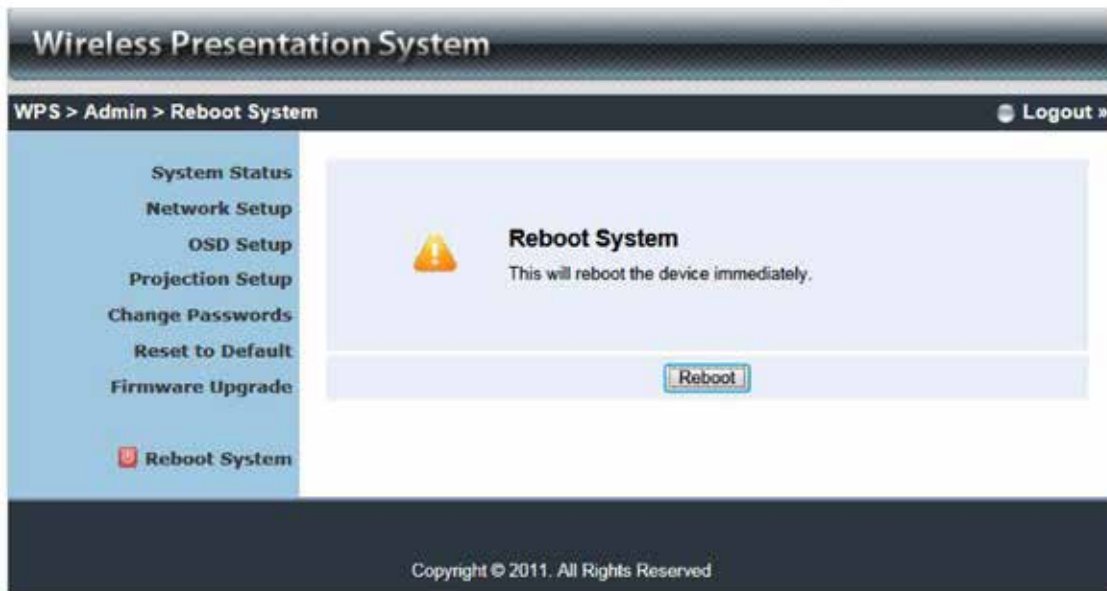 Wireless Presentation System
WPS > Admin > Reboot System
Logout »
System Status
Network Setup
OSD Setup
Projection Setup
Change Passwords
Reset to Default
Firmware Upgrade
Reboot System
Reboot System
This will reboot the device immediately.
Reboot
Copyright © 2011. All Rights Reserved